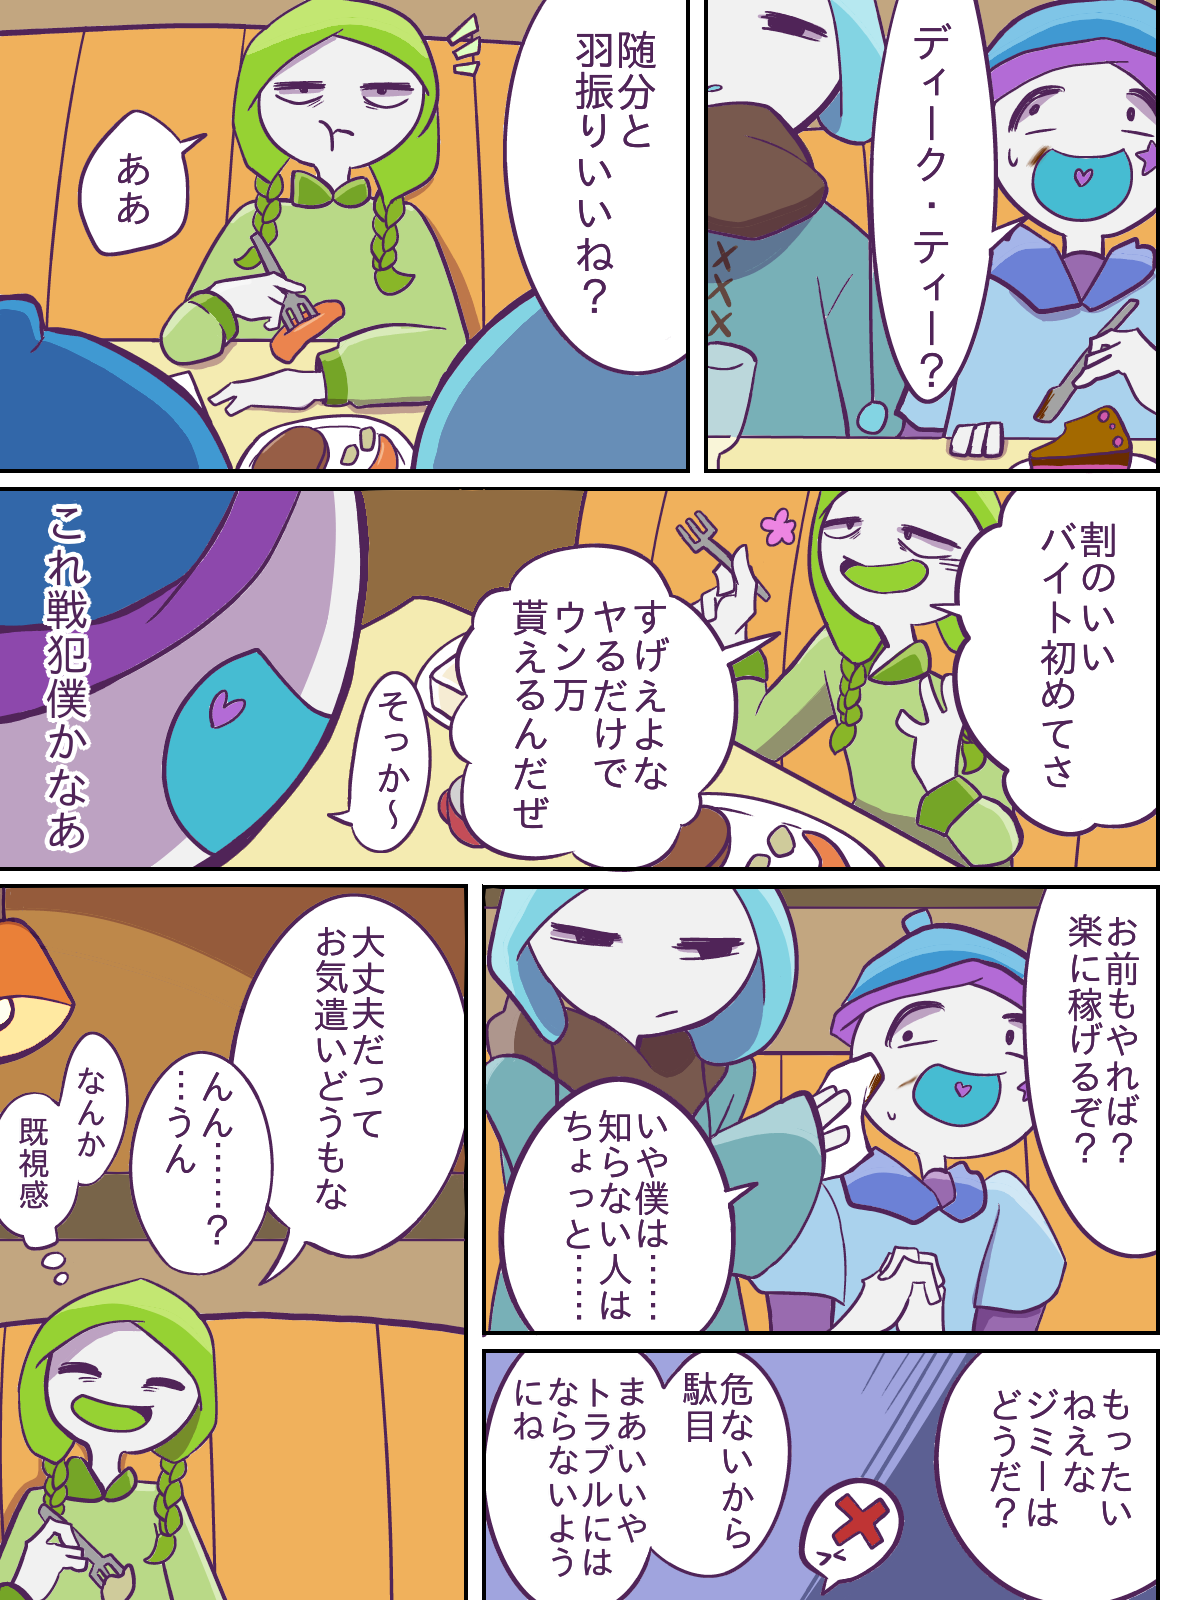 ディーク・ティー？
随分と
羽振りいいね？
ああ
割のいい
バイト初めてさ
すげえよな
ヤるだけで
ウン万
貰えるんだぜ
そっか〜
これ戦犯僕かなあ
お前もやれば？
楽に稼げるぞ？
いや僕は……
知らない人は
ちょっと……
もったい
ねえな
ジミーは
どうだ？
危ないから
駄目
まあいいや
トラブルには
ならないよう
にね
大丈夫だって
お気遣いどうもな
んん……？
…うん
なんか
既視感